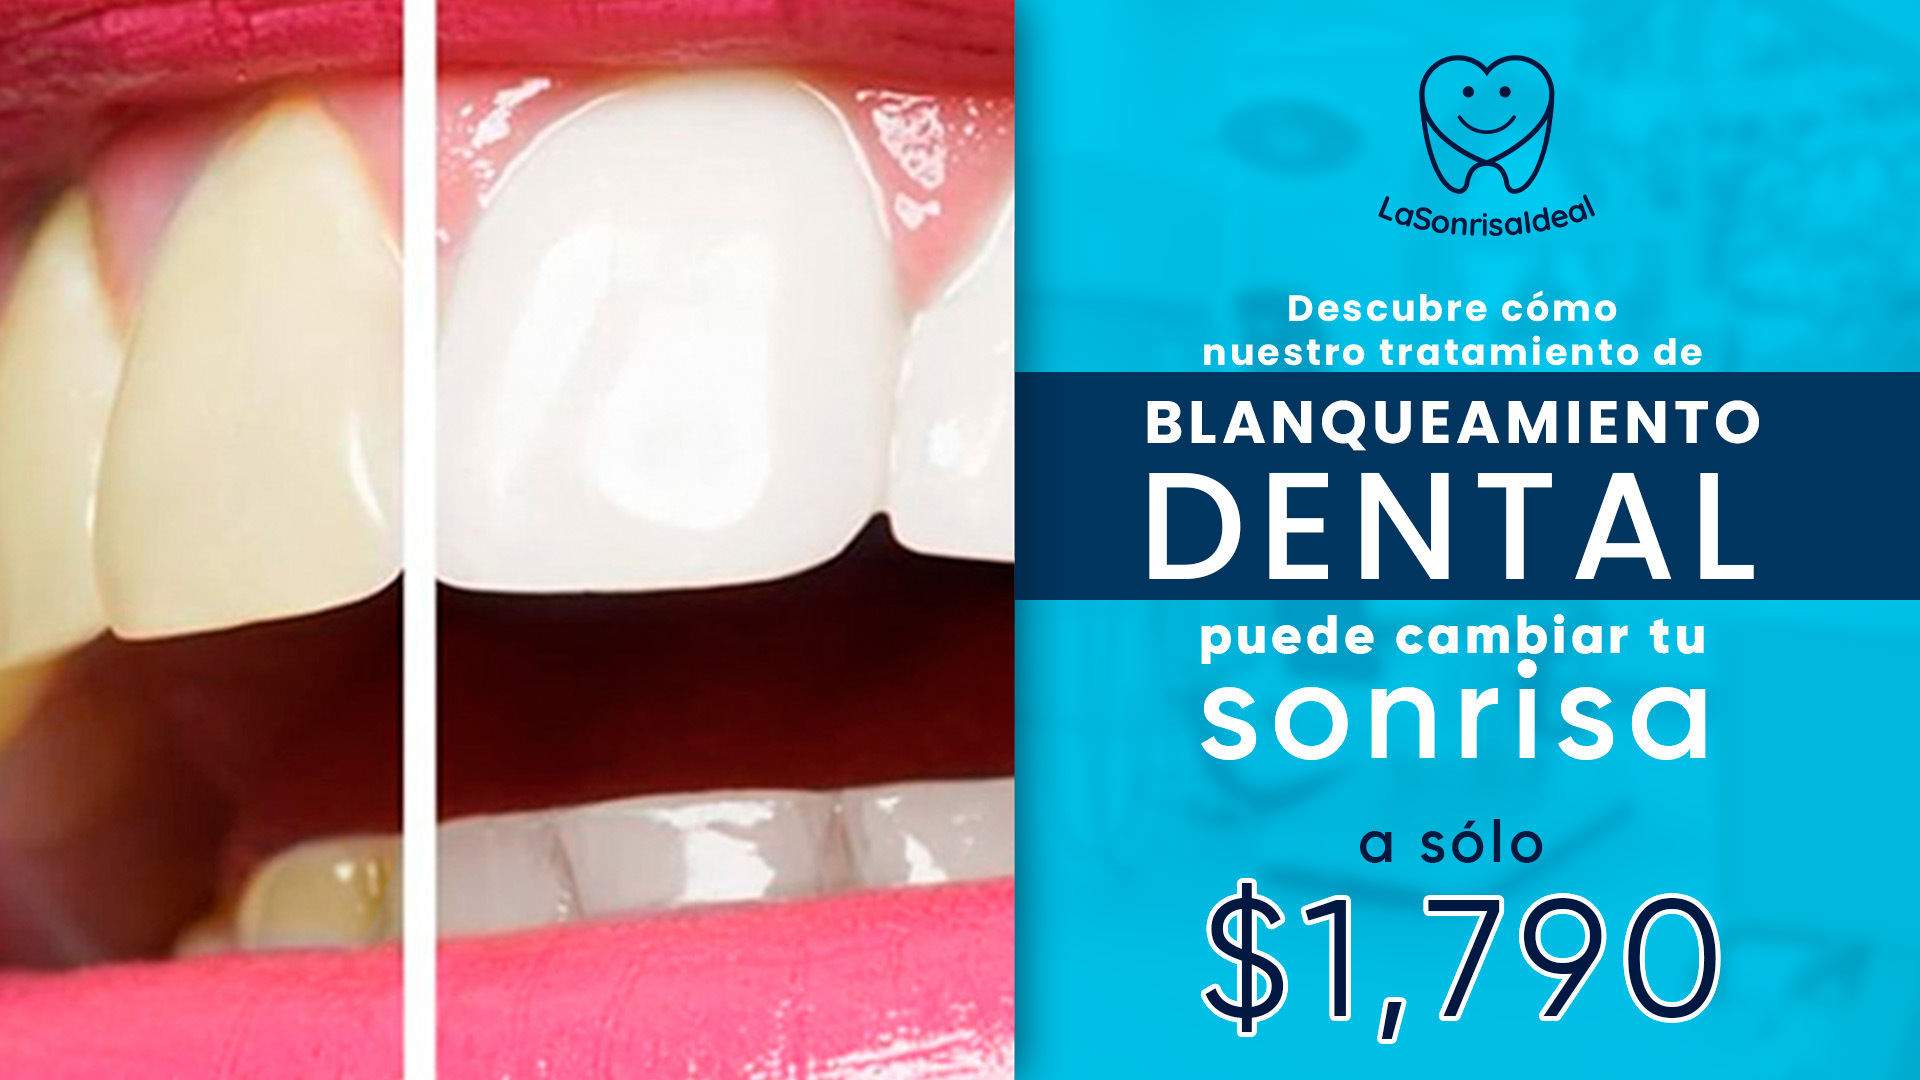 LaSonrisaIdeal
Descubre cómo
nuestro tratamiento de
BLANQUEAMIENTO
DENTAL
puede cambiar tu
sonrisa
a sólo
$1,790